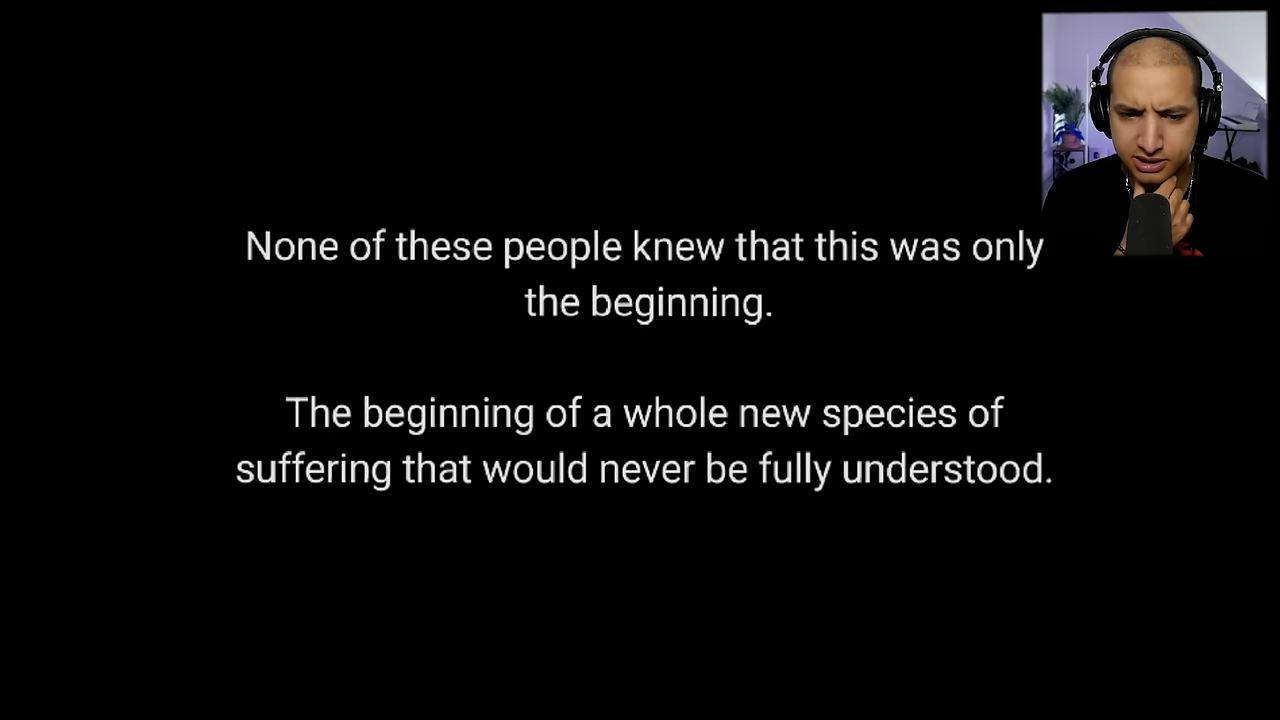 None of these people knew that this was only
the beginning.
The beginning of a whole new species of
suffering that would never be fully understood.